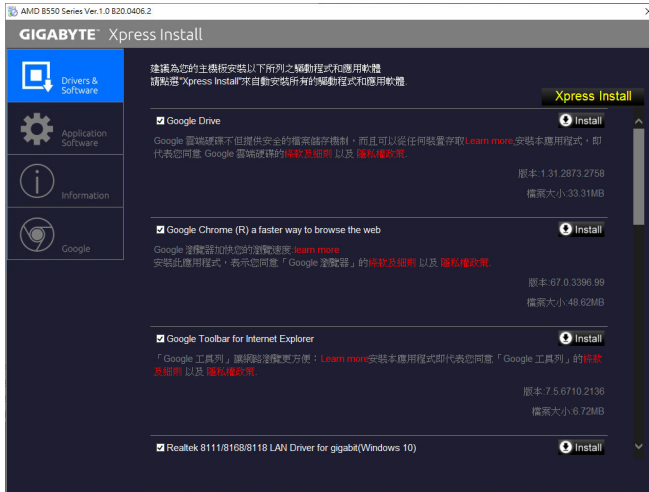 AMD B550 Series Ver.1.0 B20.0406.2
GIGABYTE™ Xpress Install
Drivers & Software
Application Software
Information
Google
建議為您的主機板安裝以下所列之驅動程式和應用軟體
請點選"Xpress Install"來自動安裝所有的驅動程式和應用軟體.
Xpress Install
Google Drive
Install
Google 雲端硬碟不但提供安全的檔案儲存機制，而且可以從任何裝置存取Learn more,安裝本應用程式，即
代表您同意 Google 雲端硬碟的條款及細則 以及 隱私權政策.
版本:1.31.2873.2758
檔案大小:33.31MB
Google Chrome (R) a faster way to browse the web
Install
Google 瀏覽器加快您的瀏覽速度.learn more
安裝此應用程式，表示您同意「Google 瀏覽器」的條款及細則 以及 隱私權政策.
版本:67.0.3396.99
檔案大小:48.62MB
Google Toolbar for Internet Explorer
Install
「Google 工具列」讓網路瀏覽更方便：Learn more安裝本應用程式即代表您同意「Google 工具列」的條款
及細則 以及 隱私權政策.
版本:7.5.6710.2136
檔案大小:6.72MB
Realtek 8111/8168/8118 LAN Driver for gigabit(Windows 10)
Install